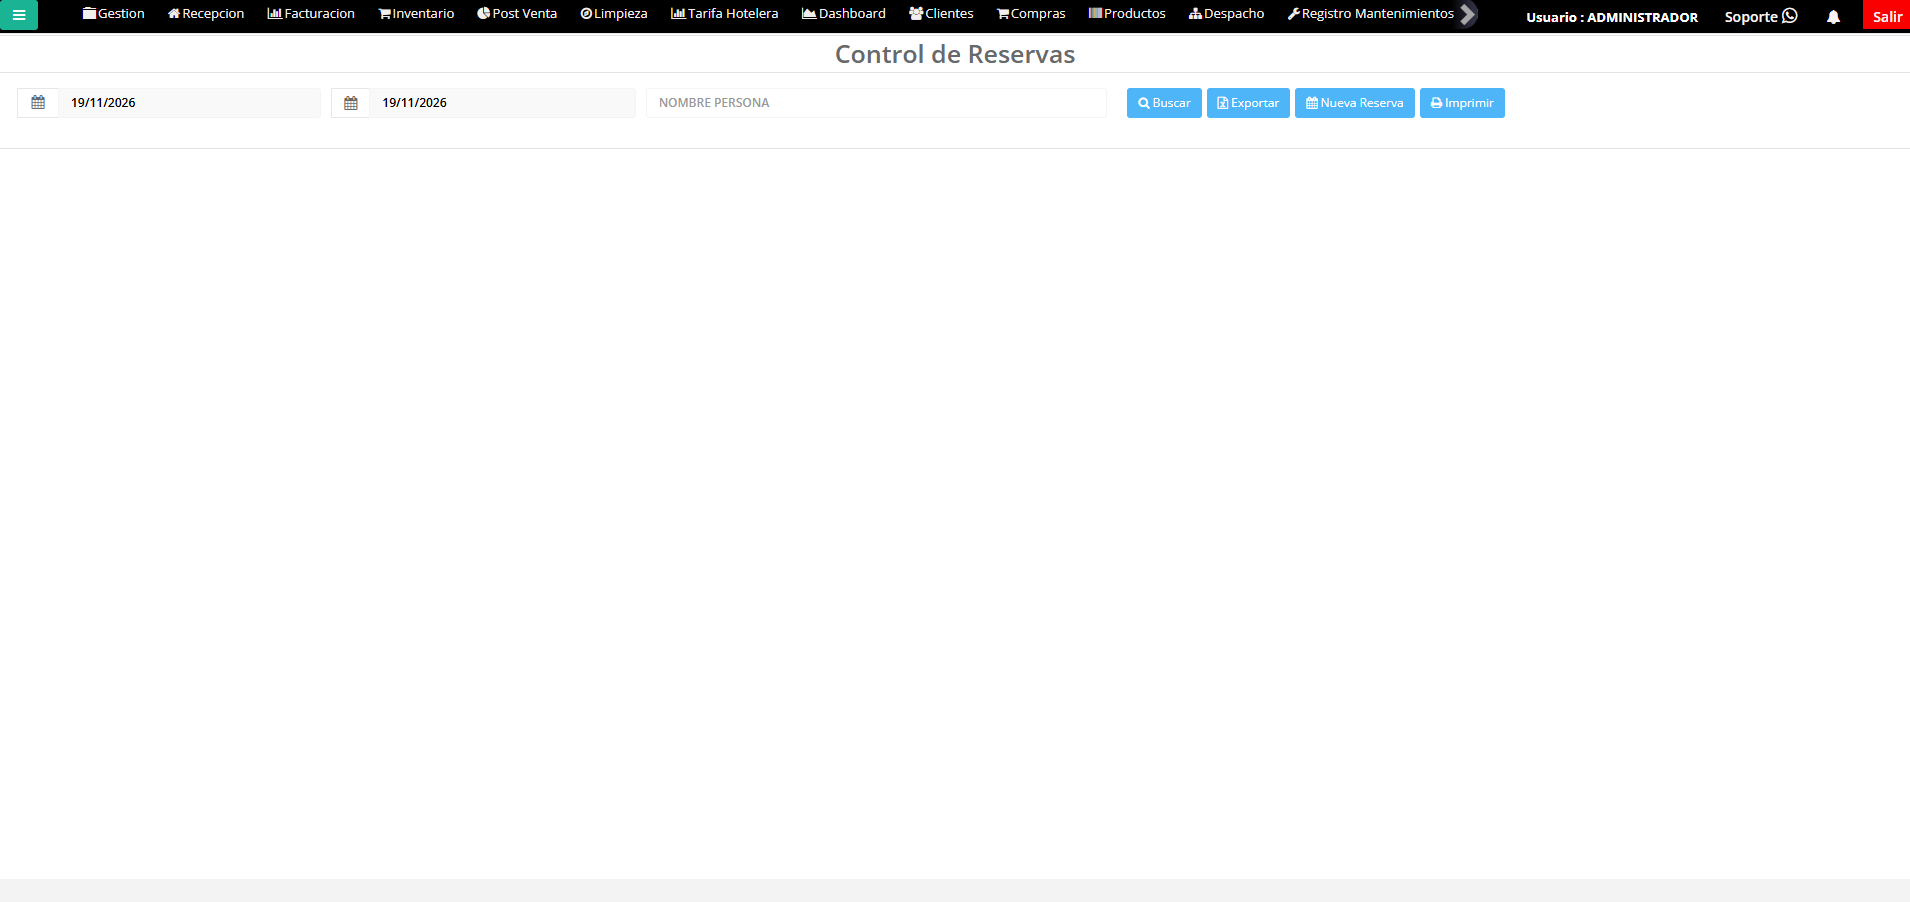 Gestion Recepcion Facturacion Inventario Post Venta Limpieza Tarifa Hotelera Dashboard Clientes Compras Productos Despacho Registro Mantenimientos Usuario : ADMINISTRADOR Soporte Salir
Control de Reservas
19/11/2026 19/11/2026 NOMBRE PERSONA Buscar Exportar Nueva Reserva Imprimir